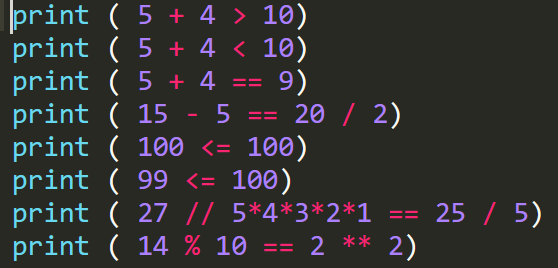 print ( 5 + 4 > 10)
print ( 5 + 4 < 10)
print ( 5 + 4 == 9)
print ( 15 - 5 == 20 / 2)
print ( 100 <= 100)
print ( 99 <= 100)
print ( 27 // 5*4*3*2*1 == 25 / 5)
print ( 14 % 10 == 2 ** 2)